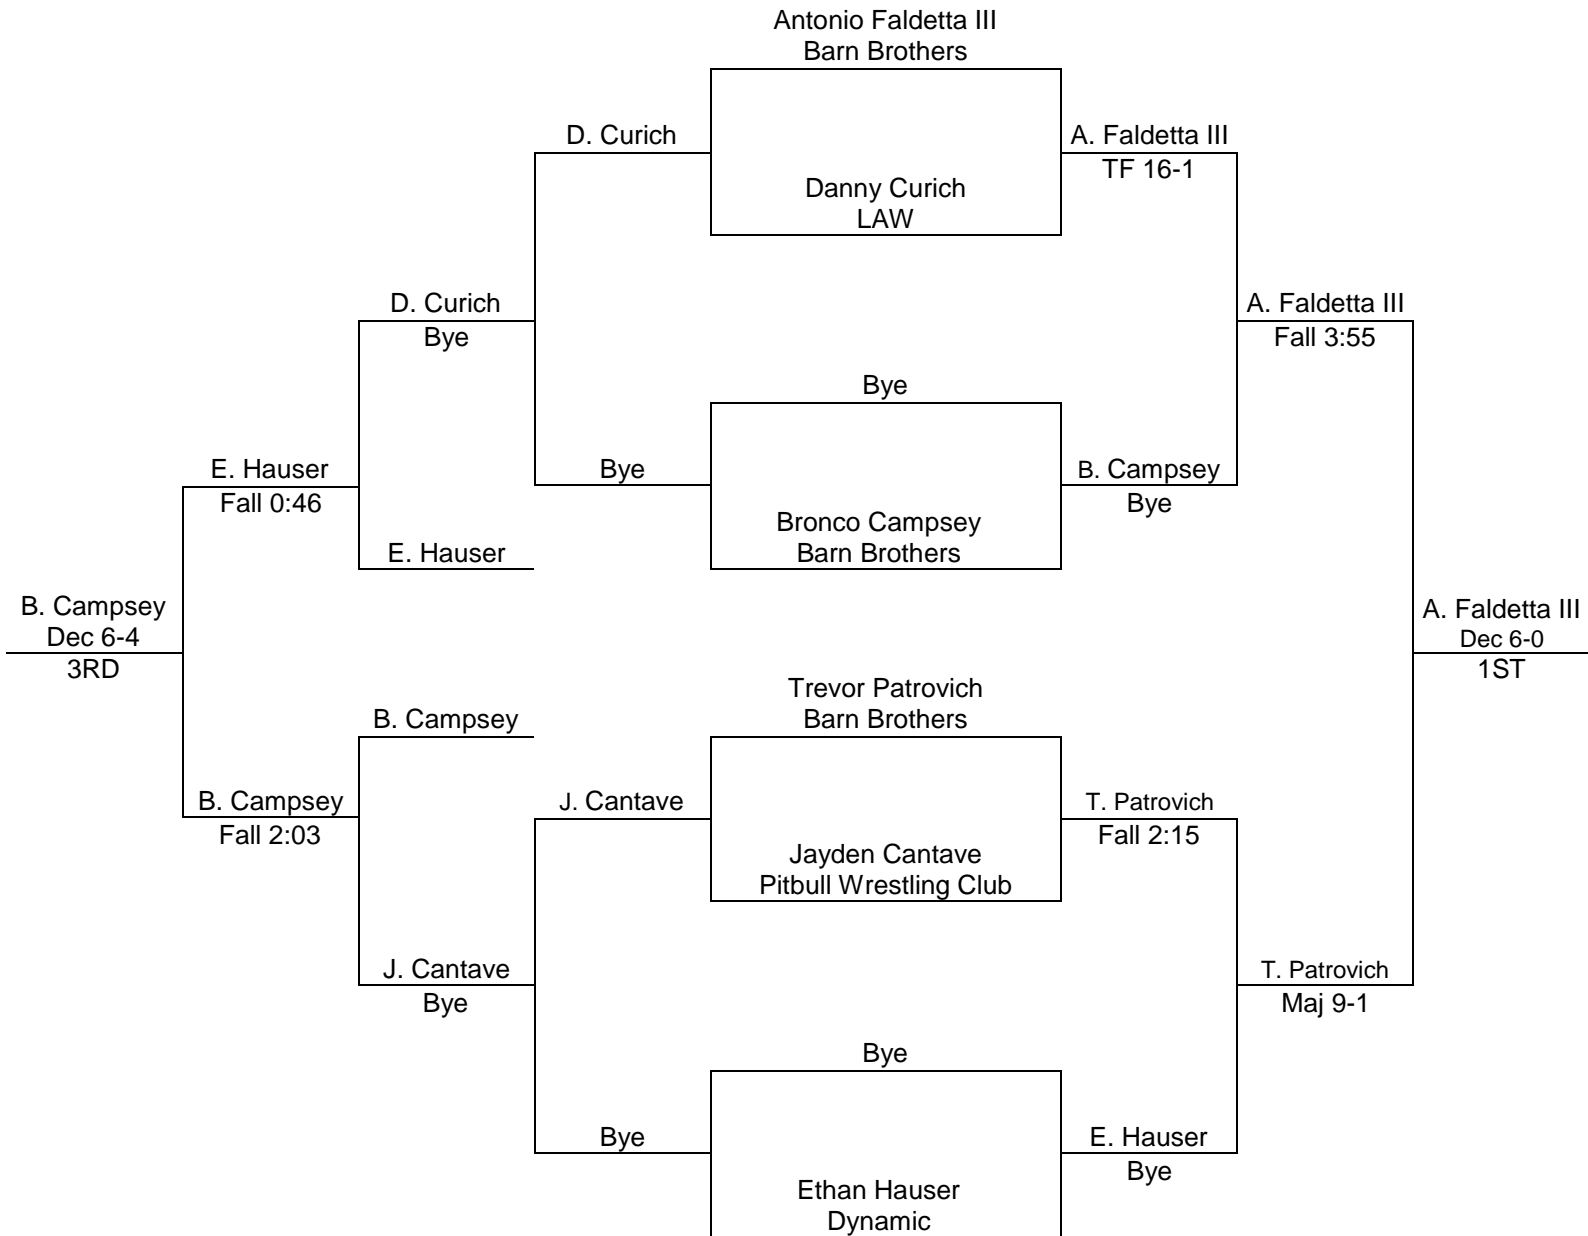 Antonio Faldetta III
Barn Brothers
D. Curich
A. Faldetta III
TF 16-1
Danny Curich
LAW
D. Curich
Bye
A. Faldetta III
Fall 3:55
Bye
E. Hauser
Fall 0:46
Bye
B. Campsey
Bye
Bronco Campsey
Barn Brothers
E. Hauser
B. Campsey
Dec 6-4
3RD
A. Faldetta III
Dec 6-0
1ST
Trevor Patrovich
Barn Brothers
B. Campsey
B. Campsey
Fall 2:03
J. Cantave
T. Patrovich
Fall 2:15
Jayden Cantave
Pitbull Wrestling Club
J. Cantave
Bye
T. Patrovich
Maj 9-1
Bye
Bye
E. Hauser
Bye
Ethan Hauser
Dynamic